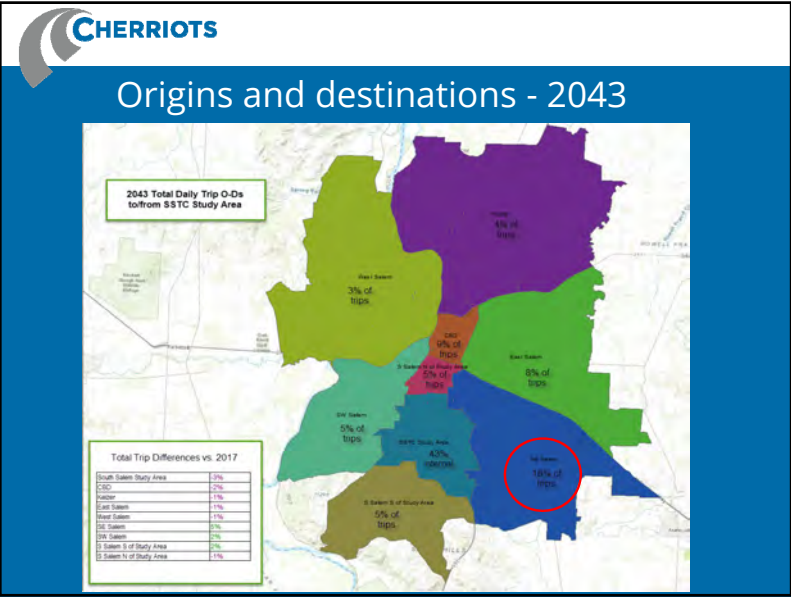 CHERRIOTS
Origins and destinations - 2043
2043 Total Daily Trip O-Ds
to/from SSTC Study Area
4% of
trips
West Salem
3% of
trips
CBD
9% of
trips
East Salem
8% of
trips
S Salem N of Study Area
5% of
trips
SW Salem
5% of
trips
SSTC Study Area
43%
internal
SE Salem
16% of
trips
S Salem S of Study Area
5% of
trips
HILLS
Total Trip Differences vs. 2017
South Salem Study Area -3%
CBD -2%
Keizer -1%
East Salem -1%
West Salem -1%
SE Salem 5%
SW Salem 2%
S Salem S of Study Area 2%
S Salem N of Study Area -1%